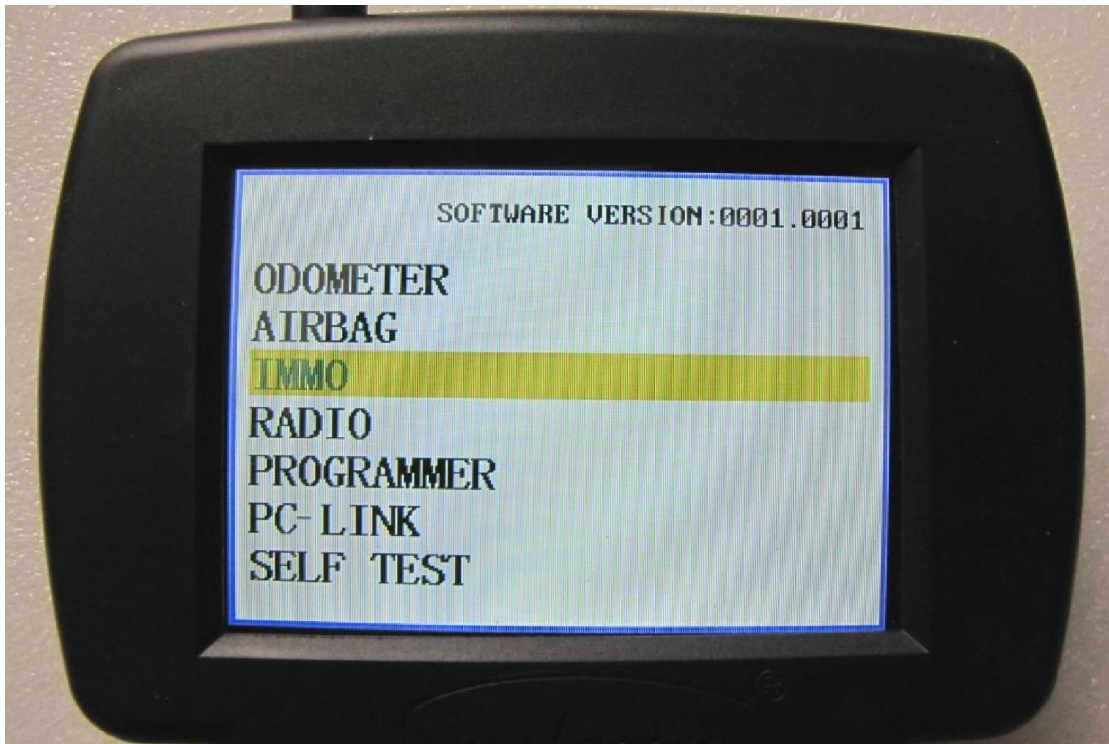 SOFTWARE VERSION:0001.0001
ODOMETER
AIRBAG
IMMO
RADIO
PROGRAMMER
PC-LINK
SELF TEST